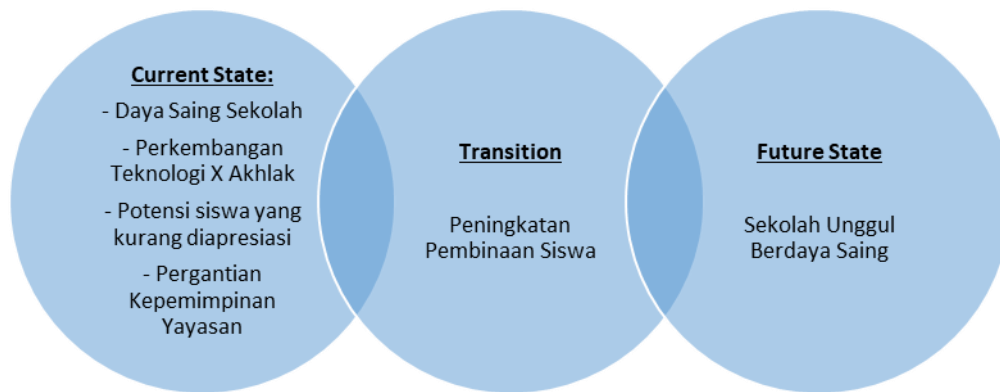 Current State:
- Daya Saing Sekolah
- Perkembangan
Teknologi X Akhlak
- Potensi siswa yang
kurang diapresiasi
- Pergantian
Kepemimpinan
Yayasan
Transition
Peningkatan
Pembinaan Siswa
Future State
Sekolah Unggul
Berdaya Saing